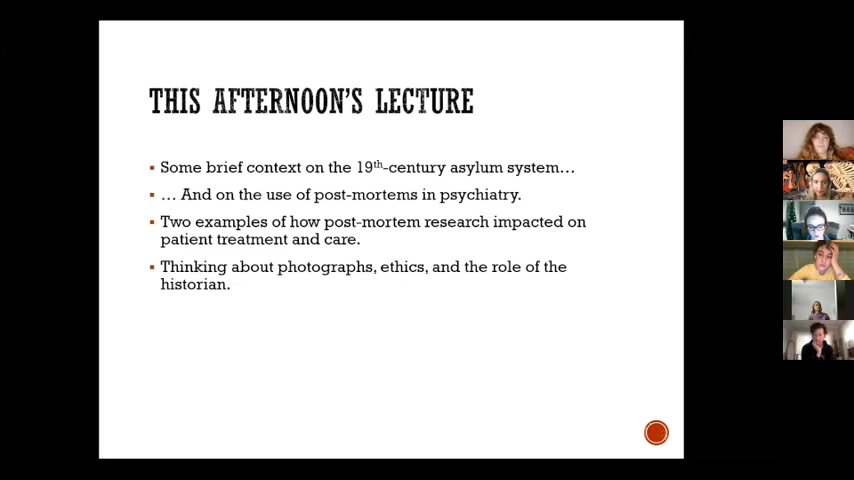 THIS AFTERNOON'S LECTURE
Some brief context on the 19th-century asylum system…
… And on the use of post-mortems in psychiatry.
Two examples of how post-mortem research impacted on
patient treatment and care.
Thinking about photographs, ethics, and the role of the
historian.